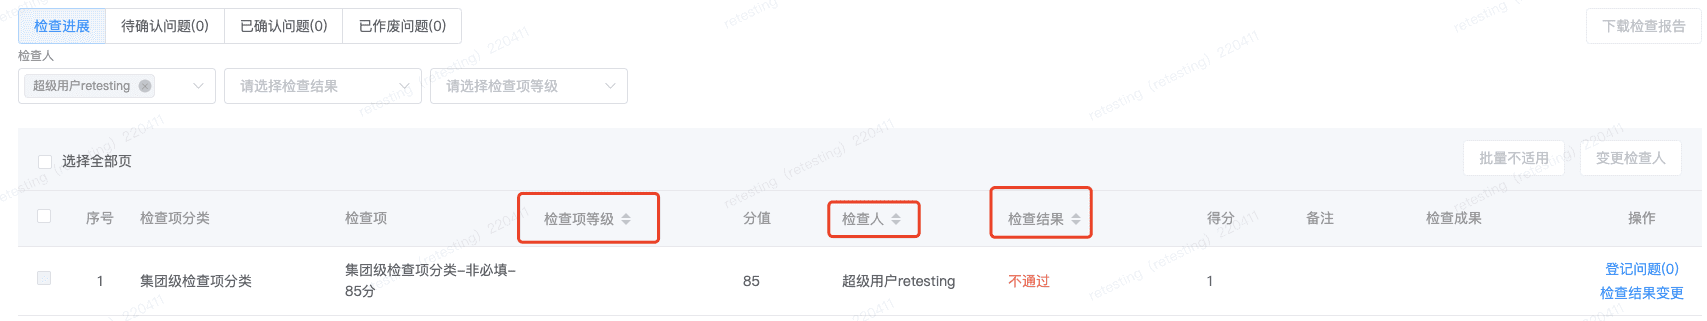 检查进展 待确认问题(0) 已确认问题(0) 已作废问题(0) 下载检查报告
检查人
超级用户retesting 请选择检查结果 请选择检查项等级
选择全部页 批量不适用 变更检查人
序号 检查项分类 检查项 检查项等级 分值 检查人 检查结果 得分 备注 检查成果 操作
1 集团级检查项分类 集团级检查项分类-非必填-85分 85 超级用户retesting 不通过 1 登记问题(0)
检查结果变更
retesting（retesting）220411